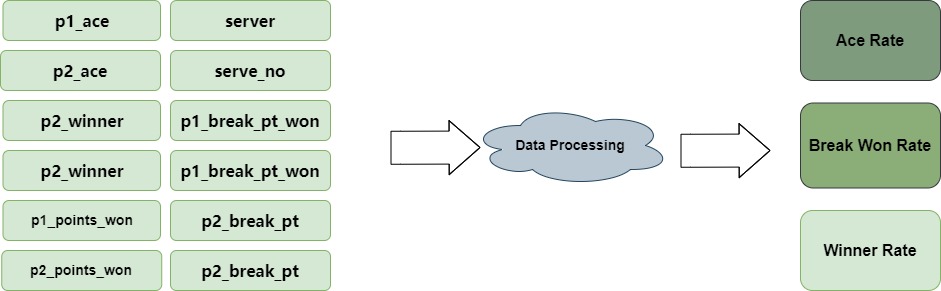 p1_ace
server
p2_ace
serve_no
p2_winner
p1_break_pt_won
p2_winner
p1_break_pt_won
p1_points_won
p2_break_pt
p2_points_won
p2_break_pt
Data Processing
Ace Rate
Break Won Rate
Winner Rate